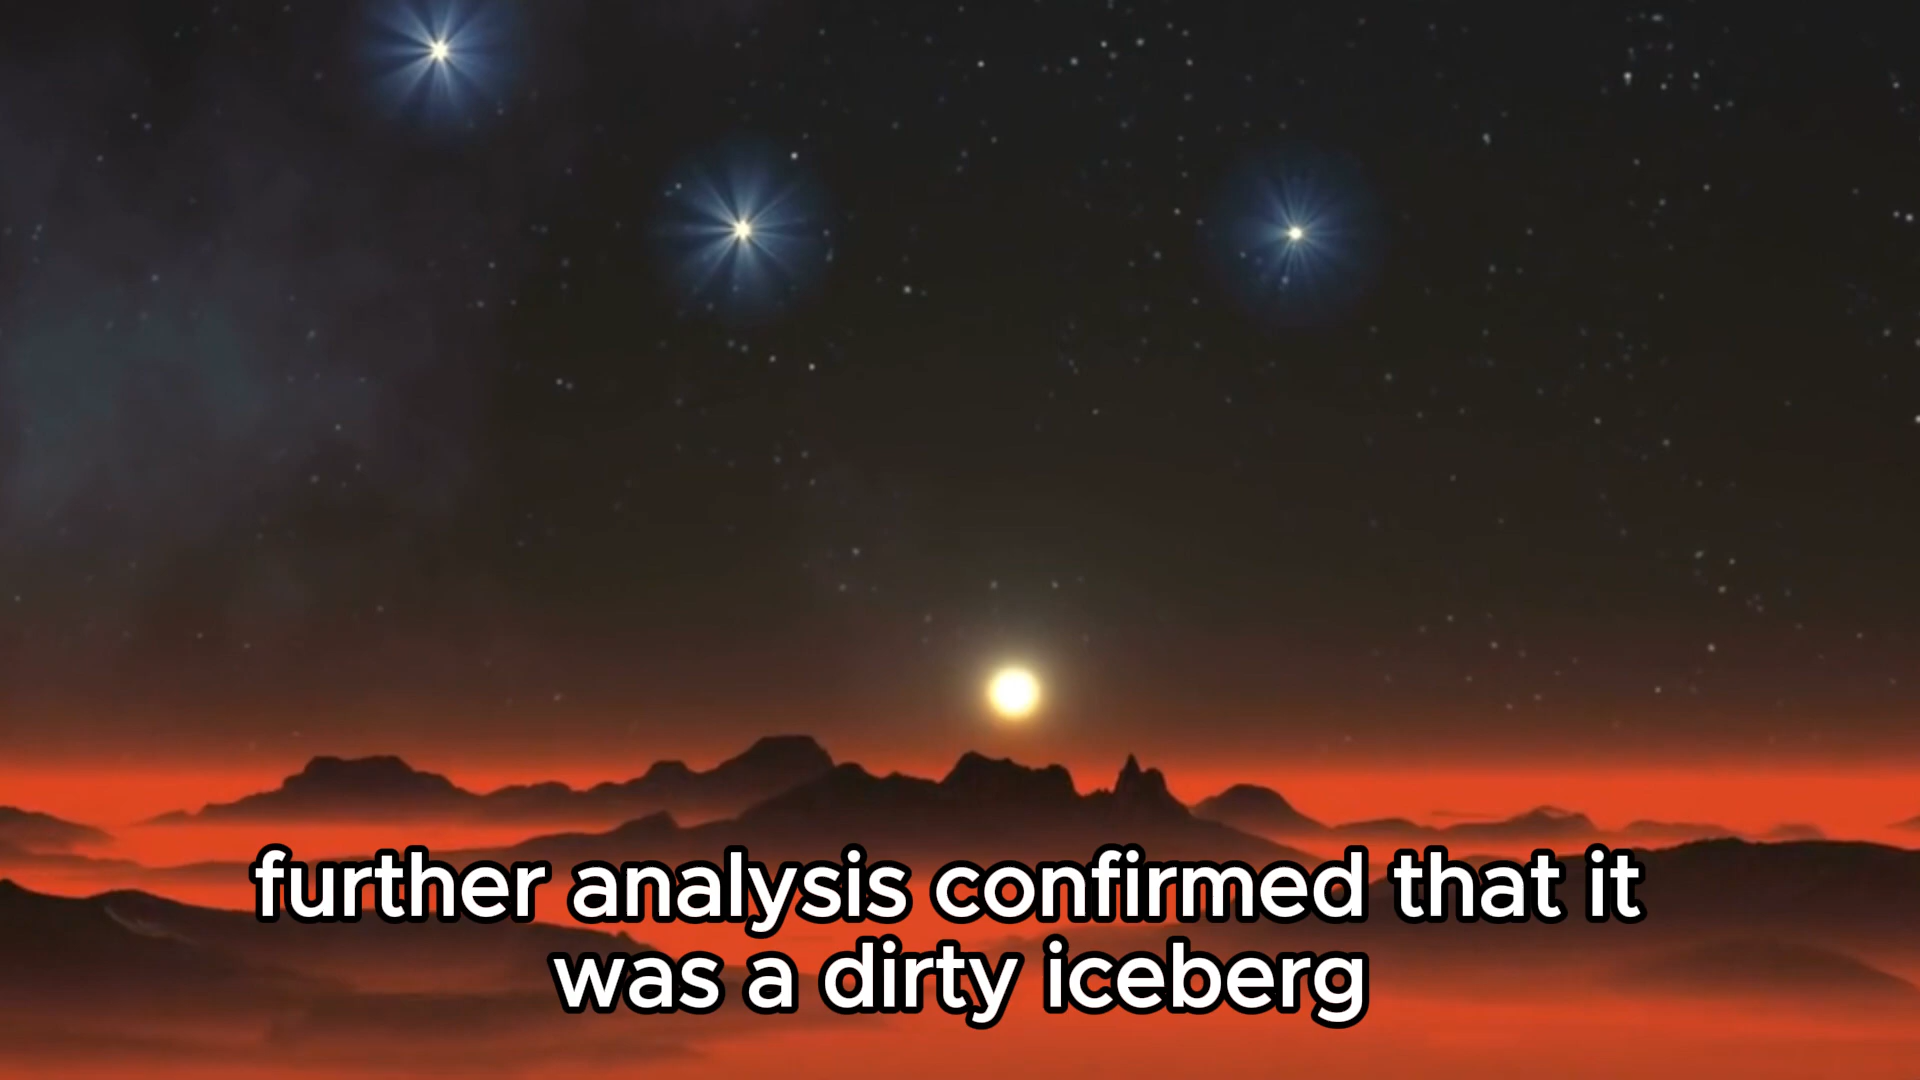 further analysis confirmed that it
was a dirty iceberg